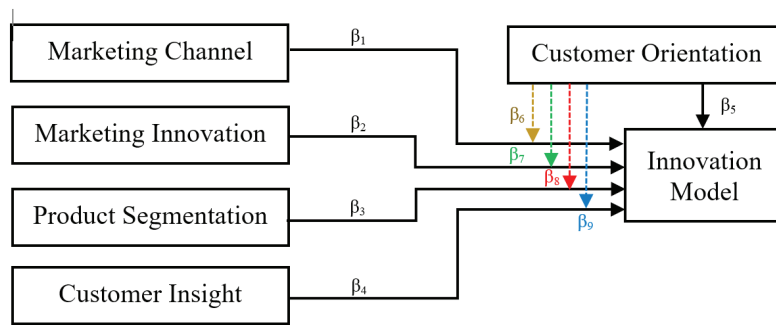 Marketing Channel
β1
Customer Orientation
β5
β6
Marketing Innovation
β2
β7
Innovation
Model
β8
Product Segmentation
β3
β9
Customer Insight
β4